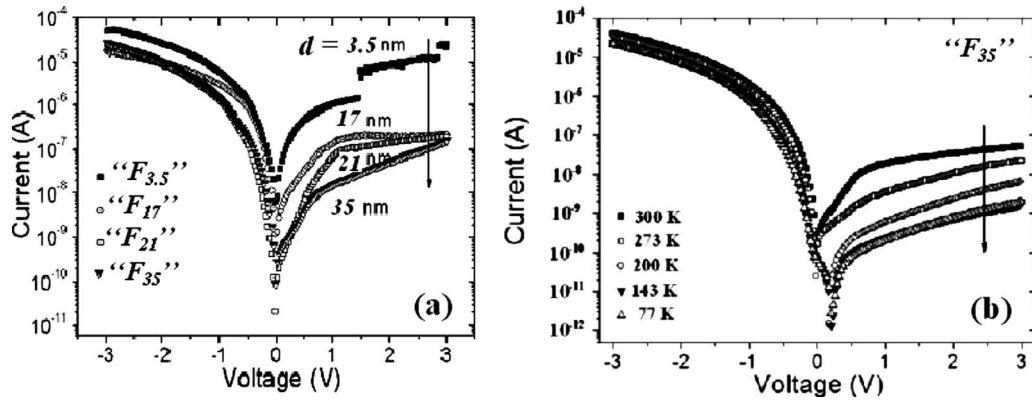 (a)
d = 3.5 nm
17 nm
21 nm
35 nm
"F3.5"
"F17"
"F21"
"F35"
Current (A)
10⁻⁴
10⁻⁵
10⁻⁶
10⁻⁷
10⁻⁸
10⁻⁹
10⁻¹⁰
10⁻¹¹
-3 -2 -1 0 1 2 3
Voltage (V)
(b)
"F35"
300 K
273 K
200 K
143 K
77 K
Current (A)
10⁻⁴
10⁻⁵
10⁻⁶
10⁻⁷
10⁻⁸
10⁻⁹
10⁻¹⁰
10⁻¹¹
10⁻¹²
-3 -2 -1 0 1 2 3
Voltage (V)